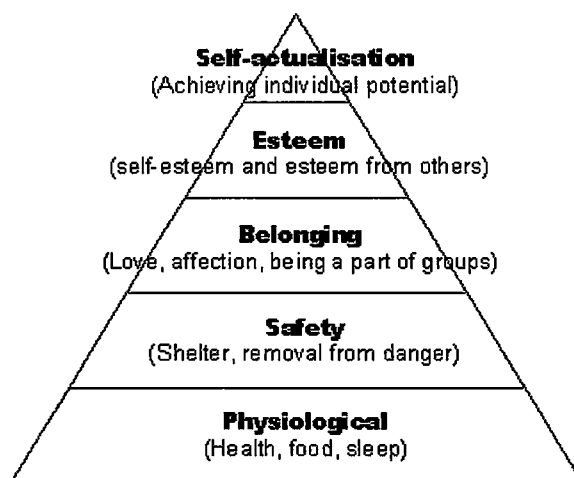 Self-actualisation
(Achieving individual potential)
Esteem
(self-esteem and esteem from others)
Belonging
(Love, affection, being a part of groups)
Safety
(Shelter, removal from danger)
Physiological
(Health, food, sleep)